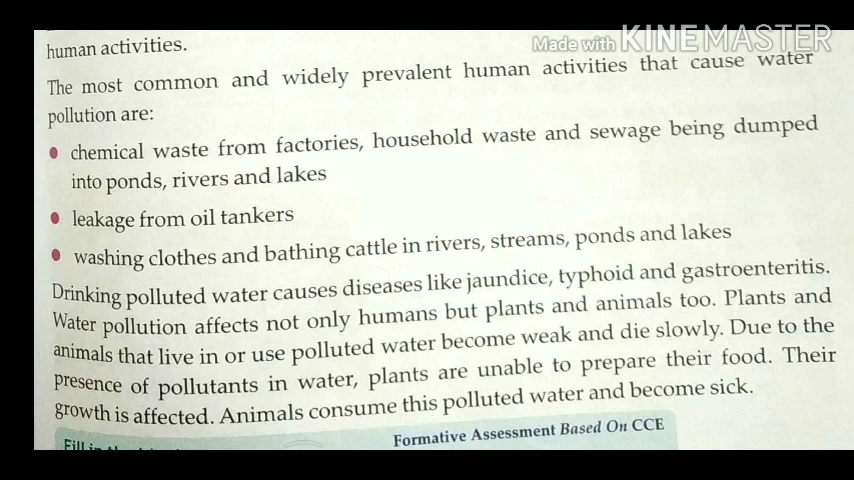 Made with KINEMASTER
human activities.
The most common and widely prevalent human activities that cause water
pollution are:
• chemical waste from factories, household waste and sewage being dumped
into ponds, rivers and lakes
• leakage from oil tankers
• washing clothes and bathing cattle in rivers, streams, ponds and lakes
Drinking polluted water causes diseases like jaundice, typhoid and gastroenteritis.
Water pollution affects not only humans but plants and animals too. Plants and
animals that live in or use polluted water become weak and die slowly. Due to the
presence of pollutants in water, plants are unable to prepare their food. Their
growth is affected. Animals consume this polluted water and become sick.
Formative Assessment Based On CCE
Fill in the